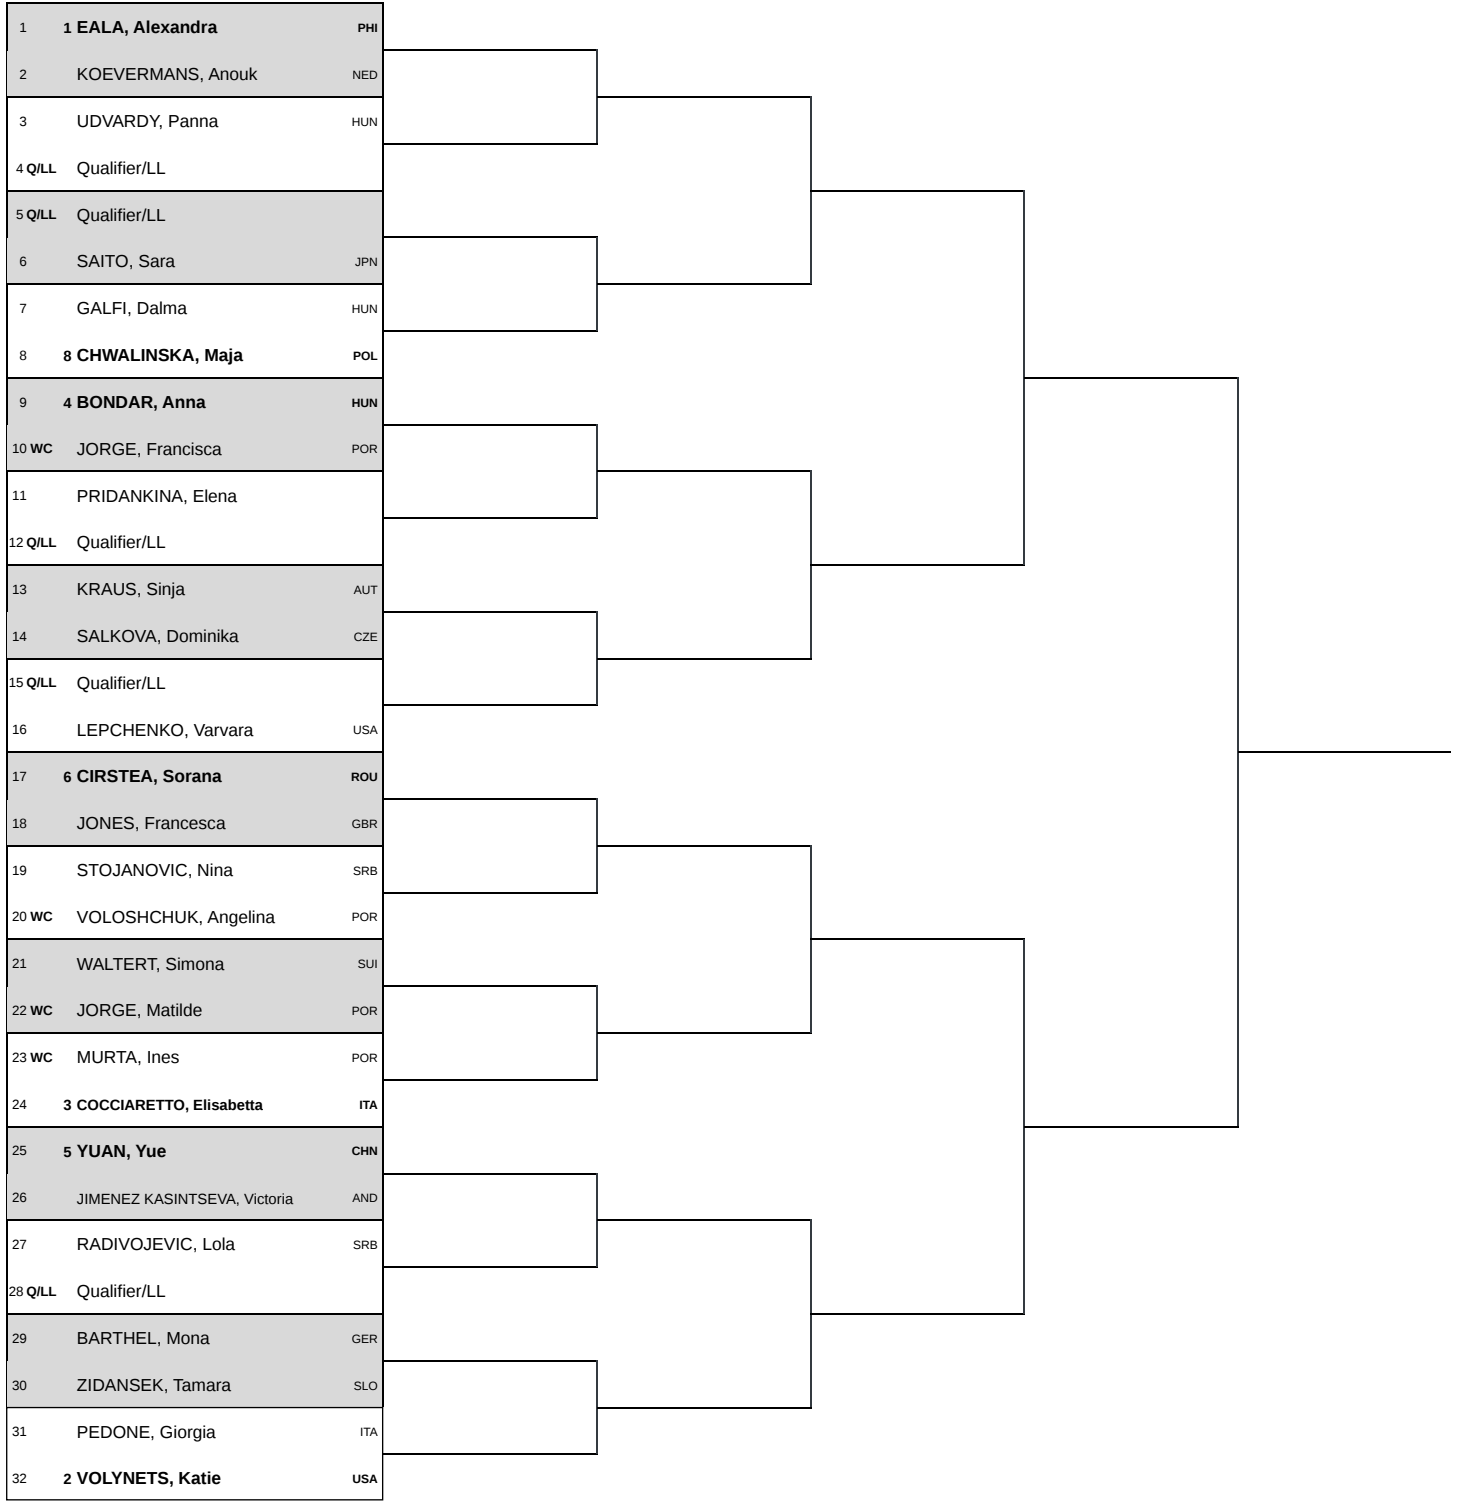 1 1 EALA, Alexandra PHI
2 KOEVERMANS, Anouk NED
3 UDVARDY, Panna HUN
4 Q/LL Qualifier/LL
5 Q/LL Qualifier/LL
6 SAITO, Sara JPN
7 GALFI, Dalma HUN
8 8 CHWALINSKA, Maja POL
9 4 BONDAR, Anna HUN
10 WC JORGE, Francisca POR
11 PRIDANKINA, Elena
12 Q/LL Qualifier/LL
13 KRAUS, Sinja AUT
14 SALKOVA, Dominika CZE
15 Q/LL Qualifier/LL
16 LEPCHENKO, Varvara USA
17 6 CIRSTEA, Sorana ROU
18 JONES, Francesca GBR
19 STOJANOVIC, Nina SRB
20 WC VOLOSHCHUK, Angelina POR
21 WALTERT, Simona SUI
22 WC JORGE, Matilde POR
23 WC MURTA, Ines POR
24 3 COCCIARETTO, Elisabetta ITA
25 5 YUAN, Yue CHN
26 JIMENEZ KASINTSEVA, Victoria AND
27 RADIVOJEVIC, Lola SRB
28 Q/LL Qualifier/LL
29 BARTHEL, Mona GER
30 ZIDANSEK, Tamara SLO
31 PEDONE, Giorgia ITA
32 2 VOLYNETS, Katie USA